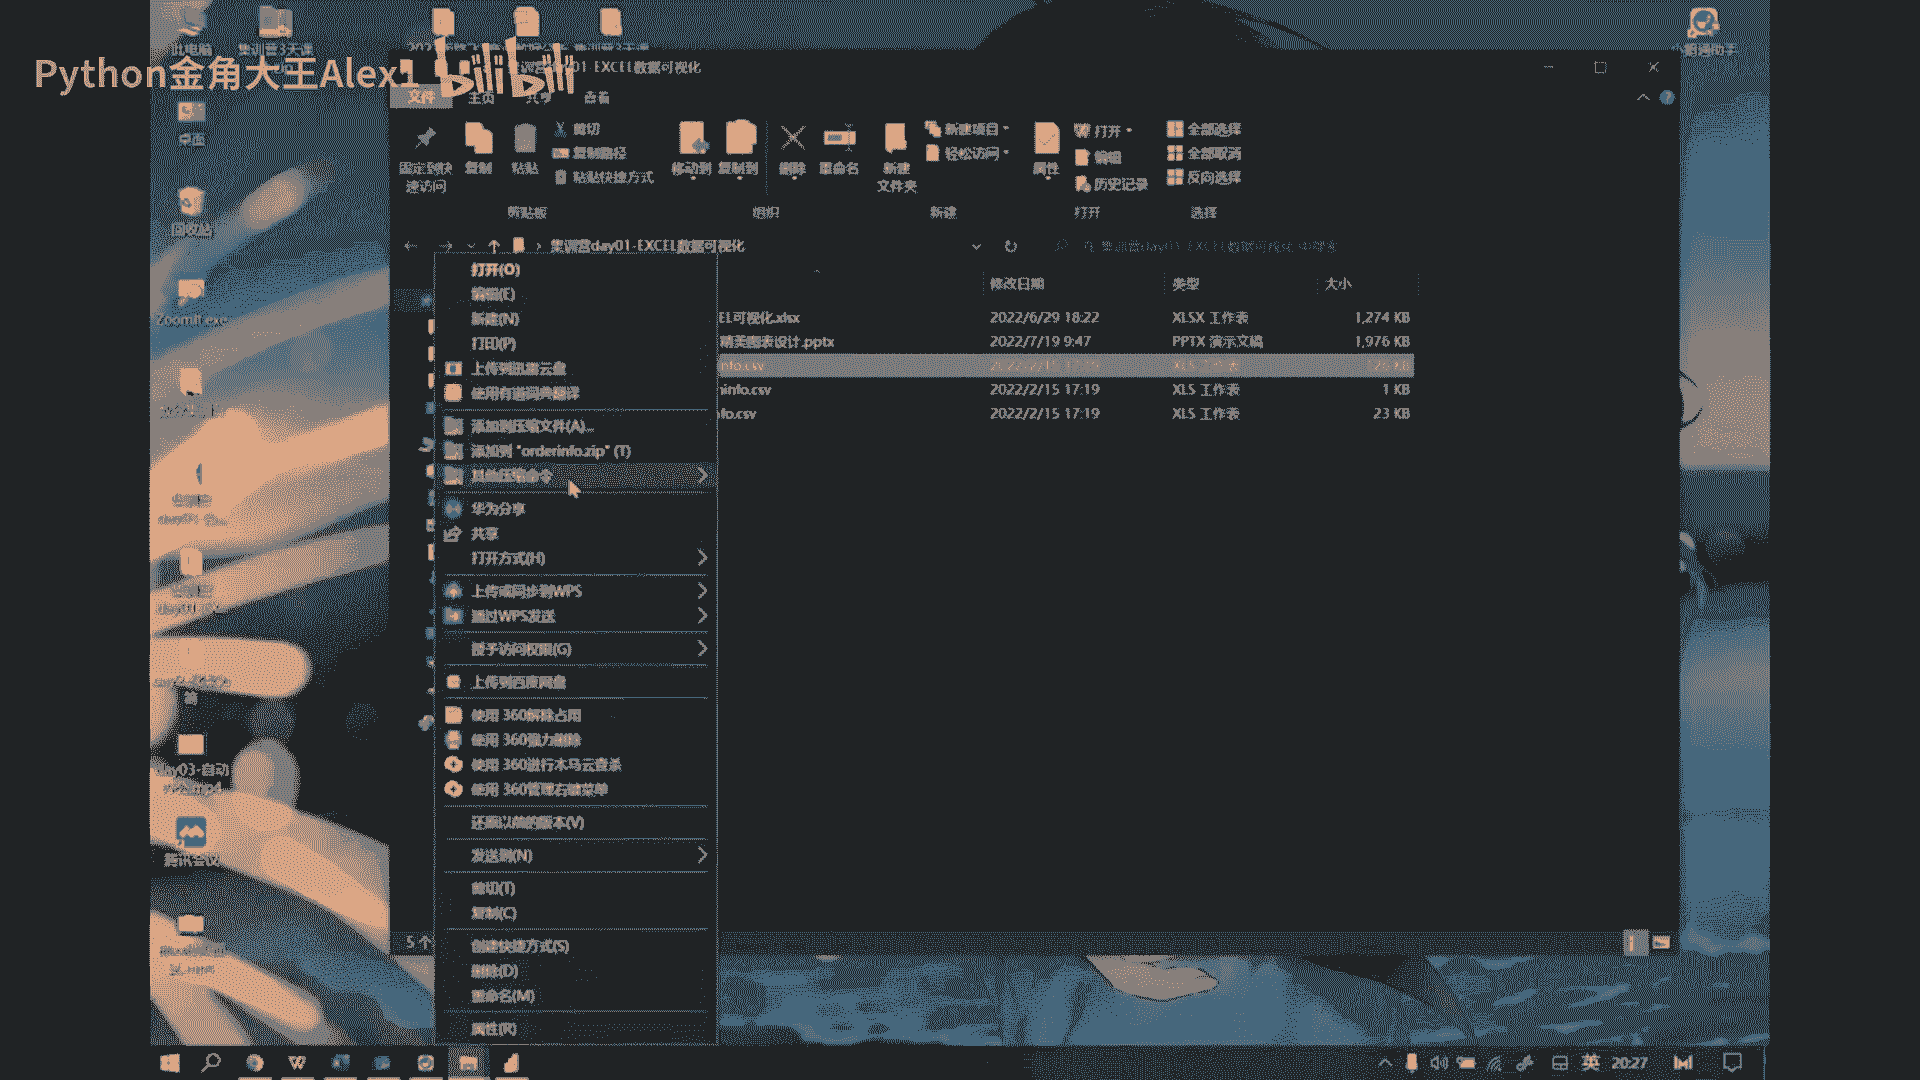 Python金角大王Alex1 bilibili
此电脑
集训营3天课
集训营day01-EXCEL数据可视化
文件 主页 共享 查看
固定到快速访问
复制
粘贴
剪切
复制路径
粘贴快捷方式
移动到
复制到
删除
重命名
新建
文件夹
新建项目
轻松访问
属性
打开
编辑
历史记录
全部选择
全部取消
反向选择
剪贴板 组织 新建 打开 选择
集训营day01-EXCEL数据可视化
修改日期 类型 大小
EL可视化.xlsx 2022/6/29 18:22 XLSX 工作表 1,274 KB
精美图表设计.pptx 2022/7/19 9:47 PPTX 演示文稿 1,976 KB
info.csv
ninfo.csv 2022/2/15 17:19 XLS 工作表 1 KB
fo.csv 2022/2/15 17:19 XLS 工作表 23 KB
打开(O)
编辑(E)
新建(N)
打印(P)
上传到迅雷云盘
使用有道词典翻译
添加到压缩文件(A)...
添加到 "orderinfo.zip" (T)
其他压缩命令
华为分享
共享
打开方式(H)
上传或同步到WPS
通过WPS发送
授予访问权限(G)
上传到百度网盘
使用 360解除占用
使用 360强力删除
使用 360进行木马云查杀
使用 360管理右键菜单
还原以前的版本(V)
发送到(N)
剪切(T)
复制(C)
创建快捷方式(S)
删除(D)
重命名(M)
属性(R)
桌面
回收站
ZoomIt.exe
day03-自动
腾讯会议
5 个
英 20:27